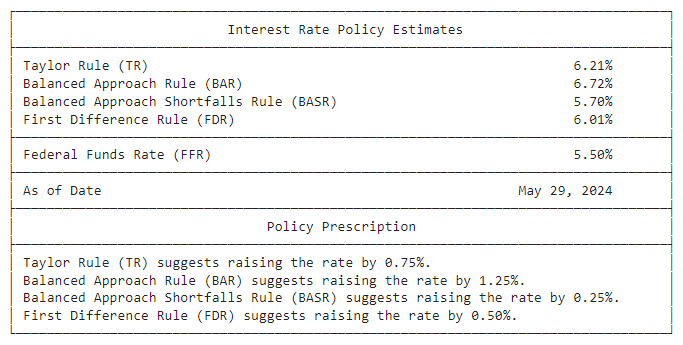 Interest Rate Policy Estimates
Taylor Rule (TR) 6.21%
Balanced Approach Rule (BAR) 6.72%
Balanced Approach Shortfalls Rule (BASR) 5.70%
First Difference Rule (FDR) 6.01%
Federal Funds Rate (FFR) 5.50%
As of Date May 29, 2024
Policy Prescription
Taylor Rule (TR) suggests raising the rate by 0.75%.
Balanced Approach Rule (BAR) suggests raising the rate by 1.25%.
Balanced Approach Shortfalls Rule (BASR) suggests raising the rate by 0.25%.
First Difference Rule (FDR) suggests raising the rate by 0.50%.